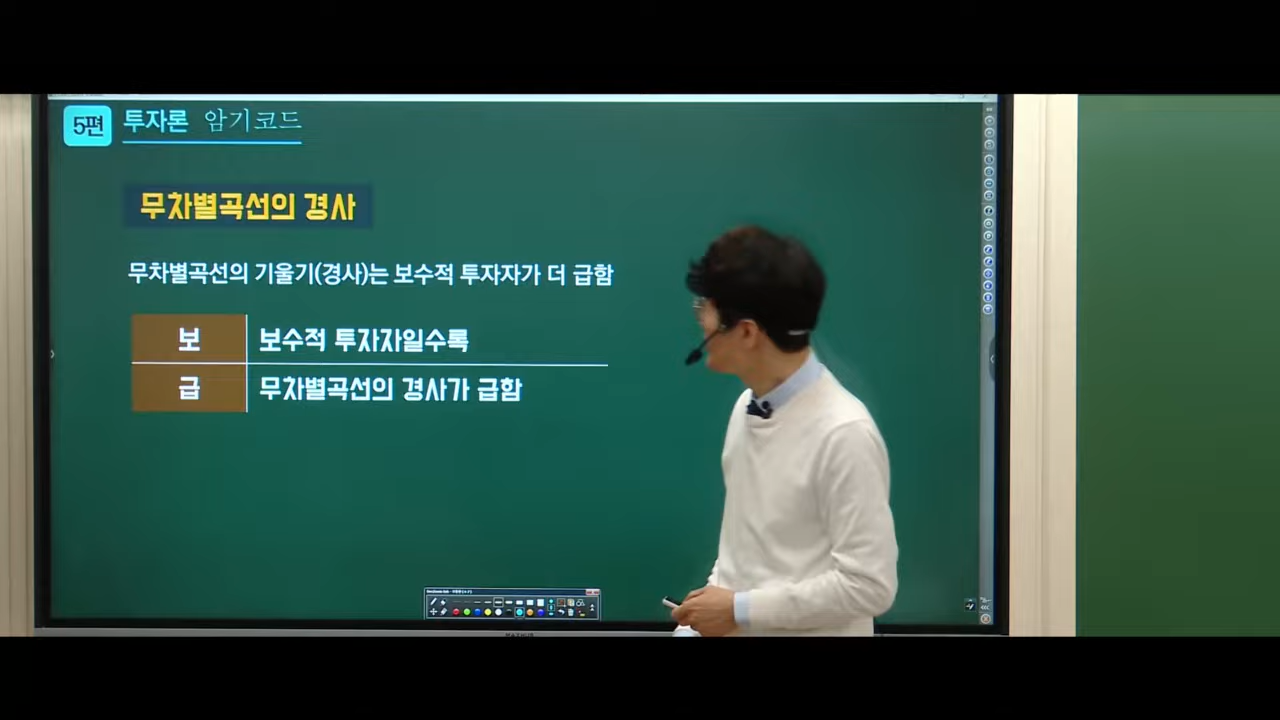 5편 투자론 암기코드
무차별곡선의 경사
무차별곡선의 기울기(경사)는 보수적 투자자가 더 급함
보 보수적 투자자일수록
급 무차별곡선의 경사가 급함